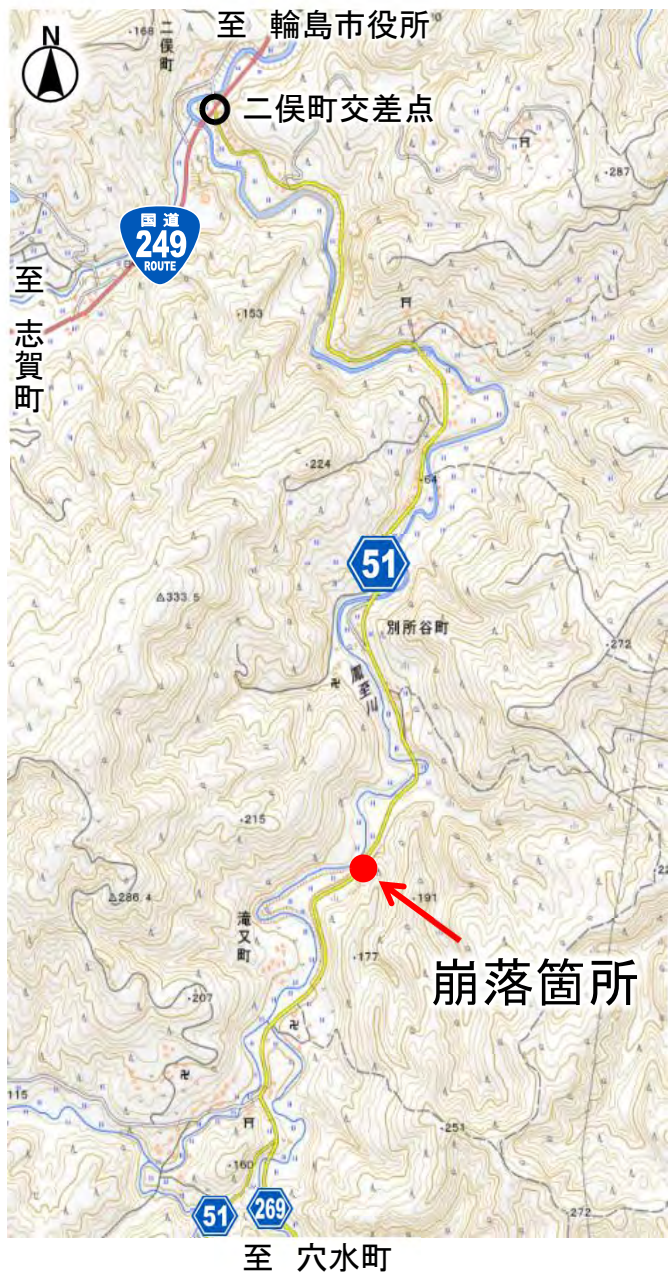 N
・168
二俣町
至 輪島市役所
二俣町交差点
・287
国道
249
ROUTE
至 志賀町
・153
・224
・64
51
△333.5
別所谷町
鳳至川
・272
・215
△286.4
・191
滝又町
・177
崩落箇所
・207
115
・251
・160
51
269
・272
至 穴水町